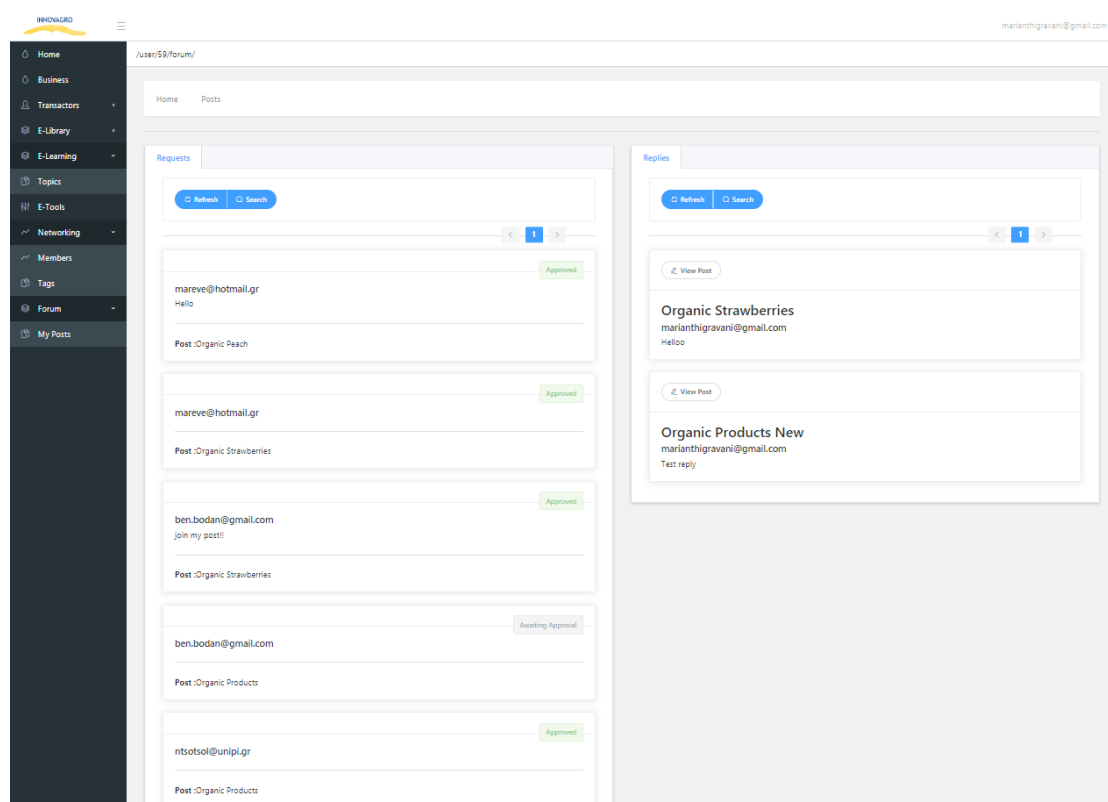 INNOVAGRO
marianthigravani@gmail.com
Home
Business
Transactors
E-Library
E-Learning
Topics
E-Tools
Networking
Members
Tags
Forum
My Posts
/user/59/forum/
Home Posts
Requests
Refresh Search
1
Approved
mareve@hotmail.gr
Hello
Post :Organic Peach
Approved
mareve@hotmail.gr
Post :Organic Strawberries
Approved
ben.bodan@gmail.com
join my post!!
Post :Organic Strawberries
Awaiting Approval
ben.bodan@gmail.com
Post :Organic Products
Approved
ntsotsol@unipi.gr
Post :Organic Products
Replies
Refresh Search
1
View Post
Organic Strawberries
marianthigravani@gmail.com
Helloo
View Post
Organic Products New
marianthigravani@gmail.com
Test reply